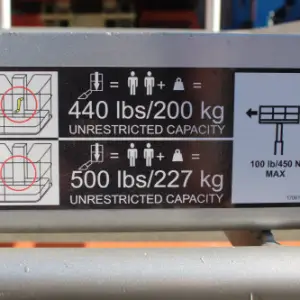 = + =
440 lbs/200 kg
UNRESTRICTED CAPACITY
= + =
500 lbs/227 kg
UNRESTRICTED CAPACITY
100 lb/450 N
MAX